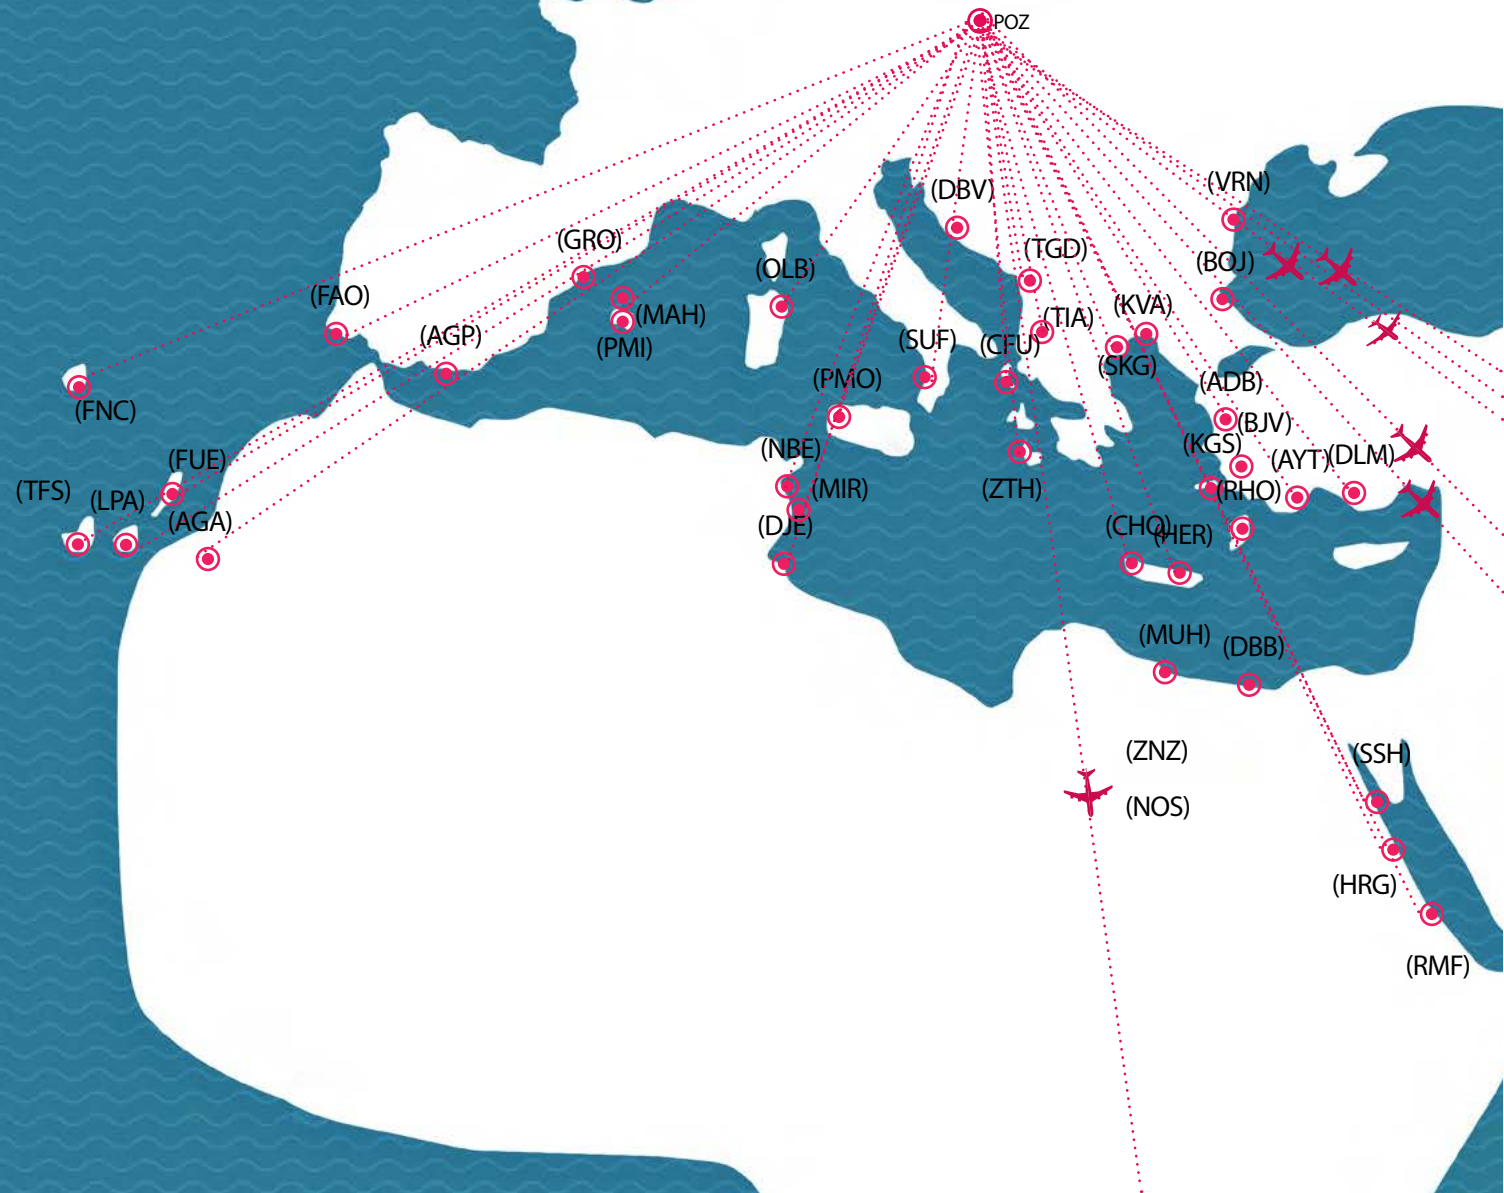 POZ
(VRN)
(DBV)
(GRO)
(TGD)
(BOJ)
(OLB)
(FAO)
(KVA)
(MAH)
(TIA)
(AGP)
(SUF)
(CFU)
(PMI)
(SKG)
(PMO)
(ADB)
(FNC)
(BJV)
(KGS)
(NBE)
(DLM)
(AYT)
(FUE)
(TFS)
(LPA)
(MIR)
(ZTH)
(RHO)
(AGA)
(DJE)
(CHQ)
(HER)
(MUH)
(DBB)
(ZNZ)
(SSH)
(NOS)
(HRG)
(RMF)